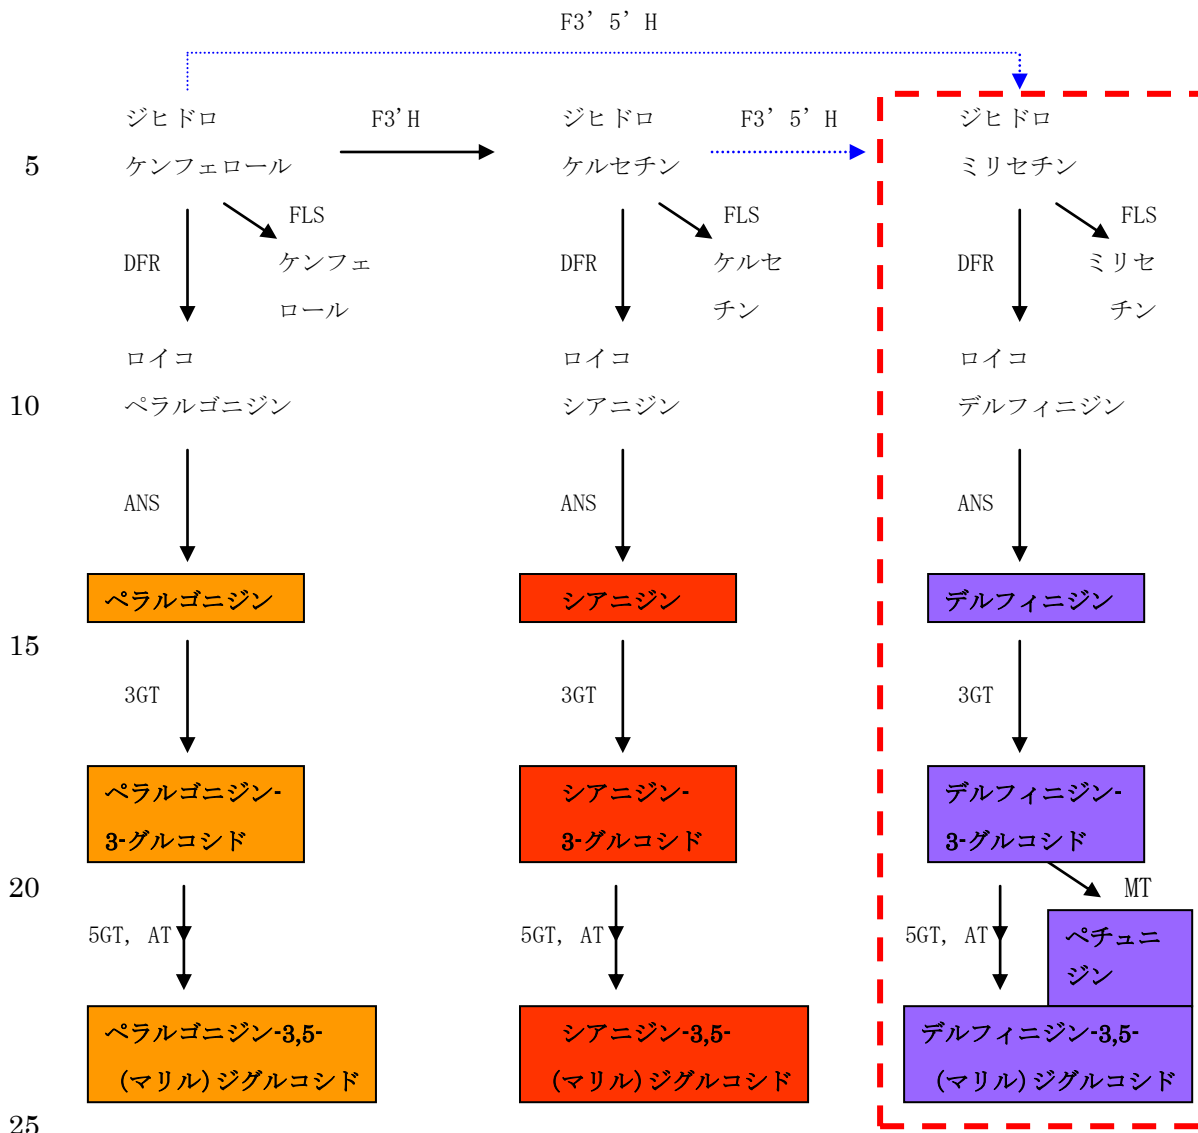 F3’5’H
ジヒドロ
F3’H
ジヒドロ
F3’5’H
ジヒドロ
5
ケンフェロール
ケルセチン
ミリセチン
FLS
FLS
FLS
DFR
ケンフェ
DFR
ケルセ
DFR
ミリセ
ロール
チン
チン
ロイコ
ロイコ
ロイコ
10
ペラルゴニジン
シアニジン
デルフィニジン
ANS
ANS
ANS
ペラルゴニジン
シアニジン
デルフィニジン
15
3GT
3GT
3GT
ペラルゴニジン-
3-グルコシド
シアニジン-
3-グルコシド
デルフィニジン-
3-グルコシド
20
MT
5GT, AT
5GT, AT
5GT, AT
ペチュニ
ジン
ペラルゴニジン-3,5-
(マリル)ジグルコシド
シアニジン-3,5-
(マリル)ジグルコシド
デルフィニジン-3,5-
(マリル)ジグルコシド
25